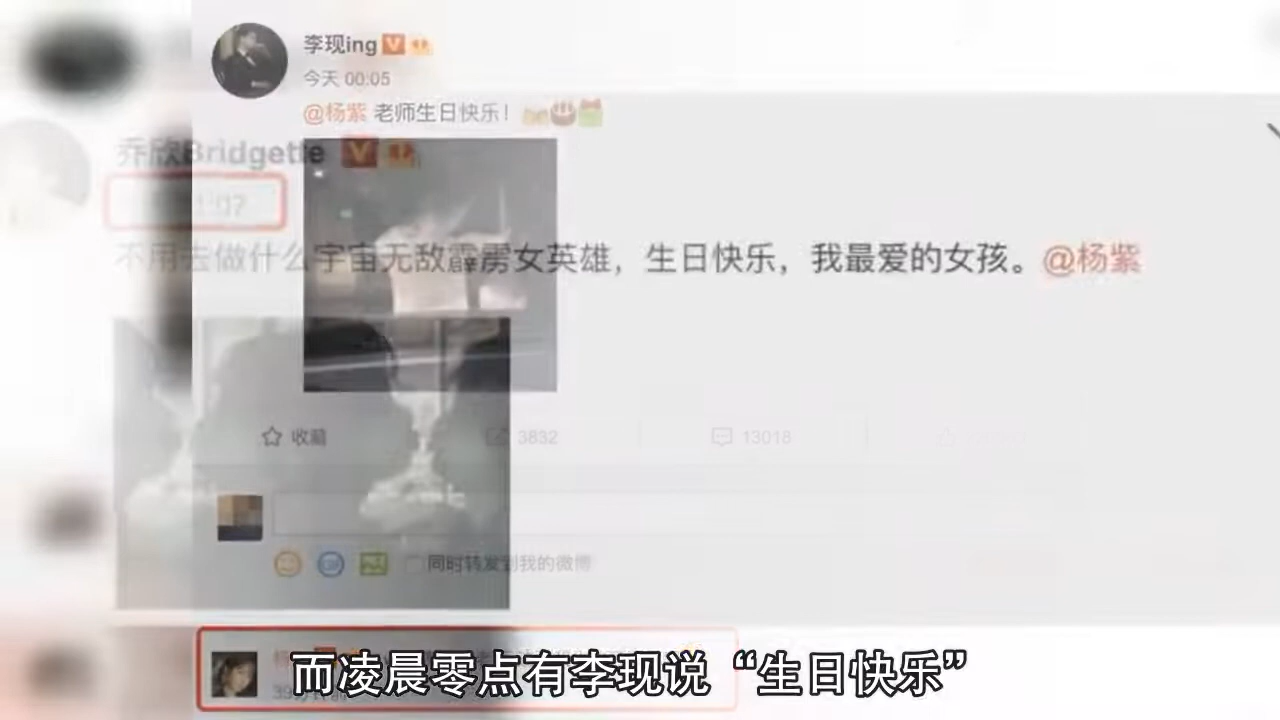 李现ing
今天 00:05
@杨紫 老师生日快乐！
乔欣Bridgette
不用去做什么宇宙无敌霹雳女英雄，生日快乐，我最爱的女孩。@杨紫
收藏
3832
13018
同时转发到我的微博
而凌晨零点有李现说“生日快乐”